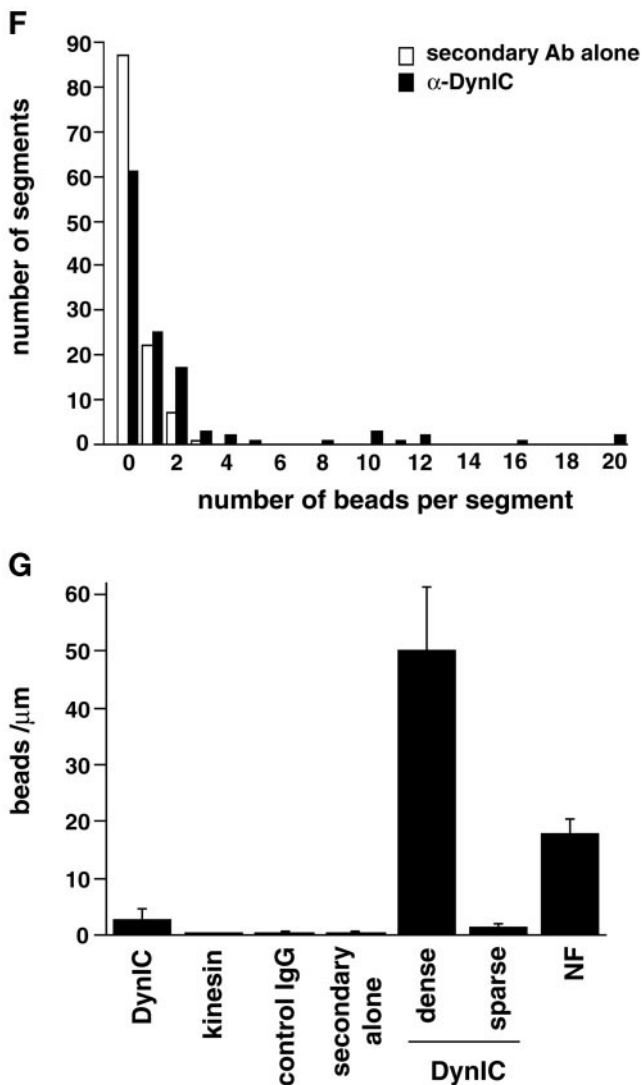 F
secondary Ab alone
α-DynIC
number of segments
90
80
70
60
50
40
30
20
10
0
0 2 4 6 8 10 12 14 16 18 20
number of beads per segment
G
beads /μm
60
50
40
30
20
10
0
DynIC
kinesin
control IgG
secondary
alone
dense
sparse
NF
DynIC